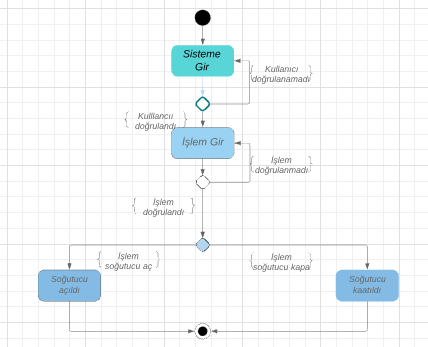 Sisteme
Gir
Kullanıcı
doğrulanamadı
Kulllancıı
doğrulandı
İşlem Gir
İşlem
doğrulanmadı
İşlem
doğrulandı
İşlem
soğutucu aç
İşlem
soğutucu kapa
Soğutucu
açıldı
Soğutucu
kaatıldı